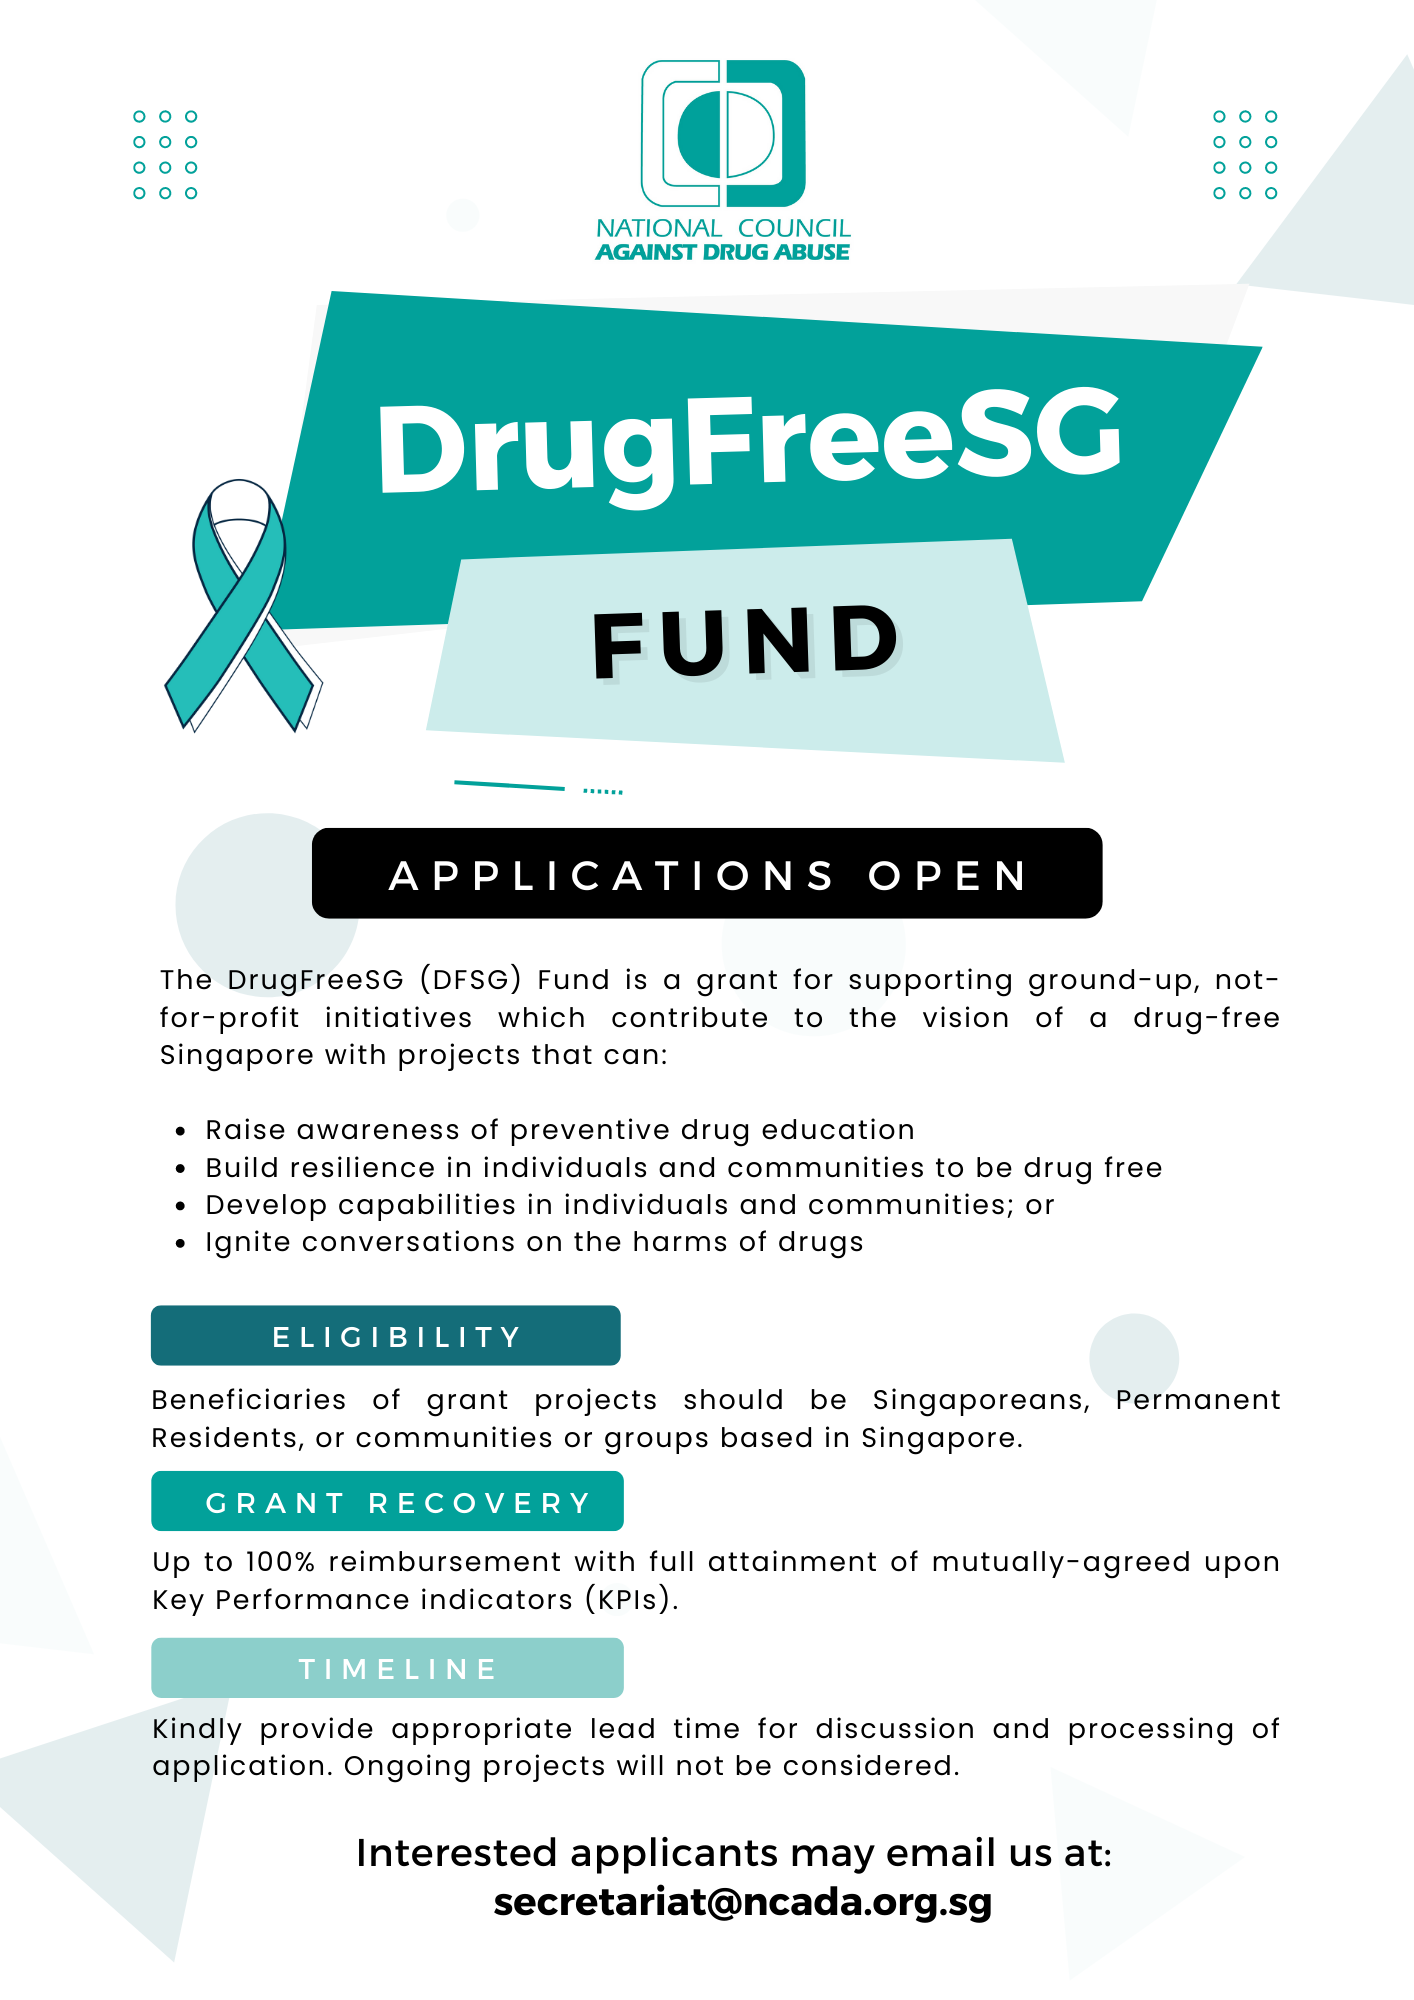 NATIONAL COUNCIL
AGAINST DRUG ABUSE
DrugFreeSG
FUND
APPLICATIONS OPEN
The DrugFreeSG (DFSG) Fund is a grant for supporting ground-up, not-
for-profit initiatives which contribute to the vision of a drug-free
Singapore with projects that can:
• Raise awareness of preventive drug education
• Build resilience in individuals and communities to be drug free
• Develop capabilities in individuals and communities; or
• Ignite conversations on the harms of drugs
ELIGIBILITY
Beneficiaries of grant projects should be Singaporeans, Permanent
Residents, or communities or groups based in Singapore.
GRANT RECOVERY
Up to 100% reimbursement with full attainment of mutually-agreed upon
Key Performance indicators (KPIs).
TIMELINE
Kindly provide appropriate lead time for discussion and processing of
application. Ongoing projects will not be considered.
Interested applicants may email us at:
secretariat@ncada.org.sg